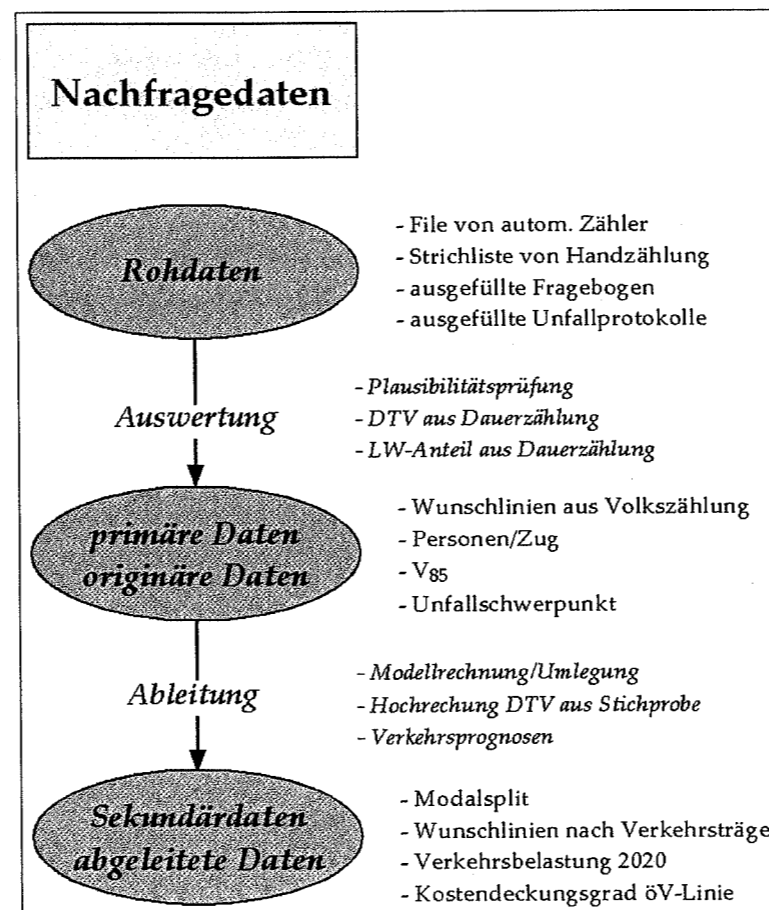 Nachfragedaten
Rohdaten
- File von autom. Zähler
- Strichliste von Handzählung
- ausgefüllte Fragebogen
- ausgefüllte Unfallprotokolle
Auswertung
- Plausibilitätsprüfung
- DTV aus Dauerzählung
- LW-Anteil aus Dauerzählung
primäre Daten
originäre Daten
- Wunschlinien aus Volkszählung
- Personen/Zug
- V85
- Unfallschwerpunkt
Ableitung
- Modellrechnung/Umlegung
- Hochrechung DTV aus Stichprobe
- Verkehrsprognosen
Sekundärdaten
abgeleitete Daten
- Modalsplit
- Wunschlinien nach Verkehrsträge
- Verkehrsbelastung 2020
- Kostendeckungsgrad öV-Linie